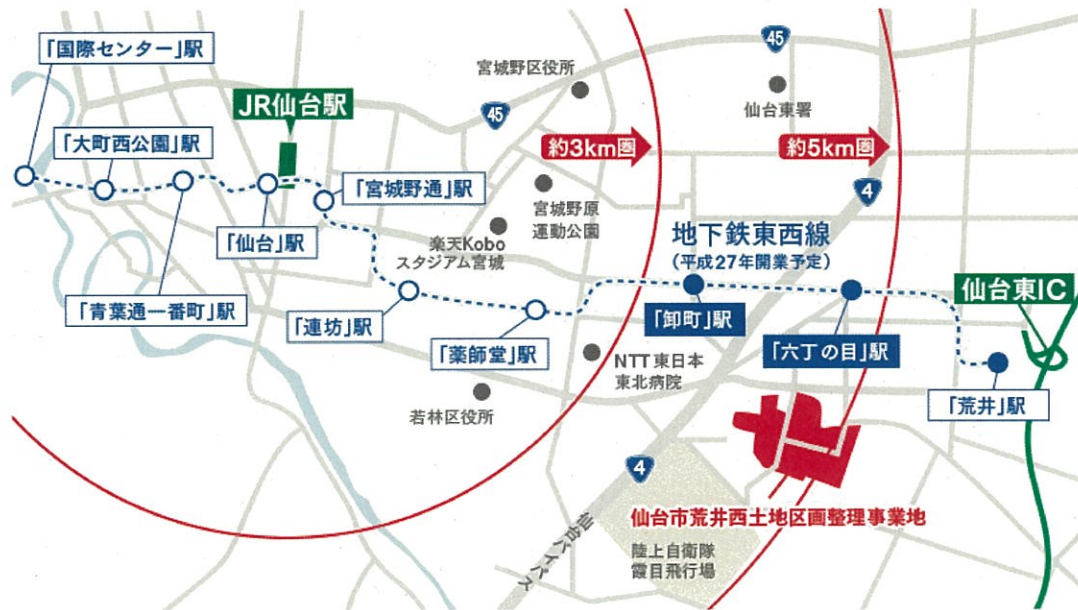 「国際センター」駅
45
宮城野区役所
仙台東署
JR仙台駅
45
「大町西公園」駅
約3km圏
約5km圏
4
「宮城野通」駅
宮城野原
運動公園
「仙台」駅
楽天Kobo
スタジアム宮城
地下鉄東西線
(平成27年開業予定)
仙台東IC
「青葉通一番町」駅
「連坊」駅
「薬師堂」駅
「卸町」駅
「六丁の目」駅
NTT東日本
東北病院
「荒井」駅
若林区役所
4
仙台市荒井西土地区画整理事業地
仙台バイパス
陸上自衛隊
霞目飛行場